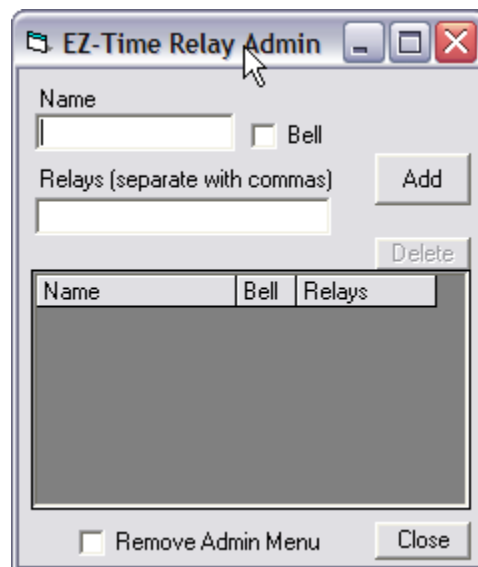 EZ-Time Relay Admin
Name
Bell
Relays (separate with commas)
Add
Delete
Name Bell Relays
Remove Admin Menu Close